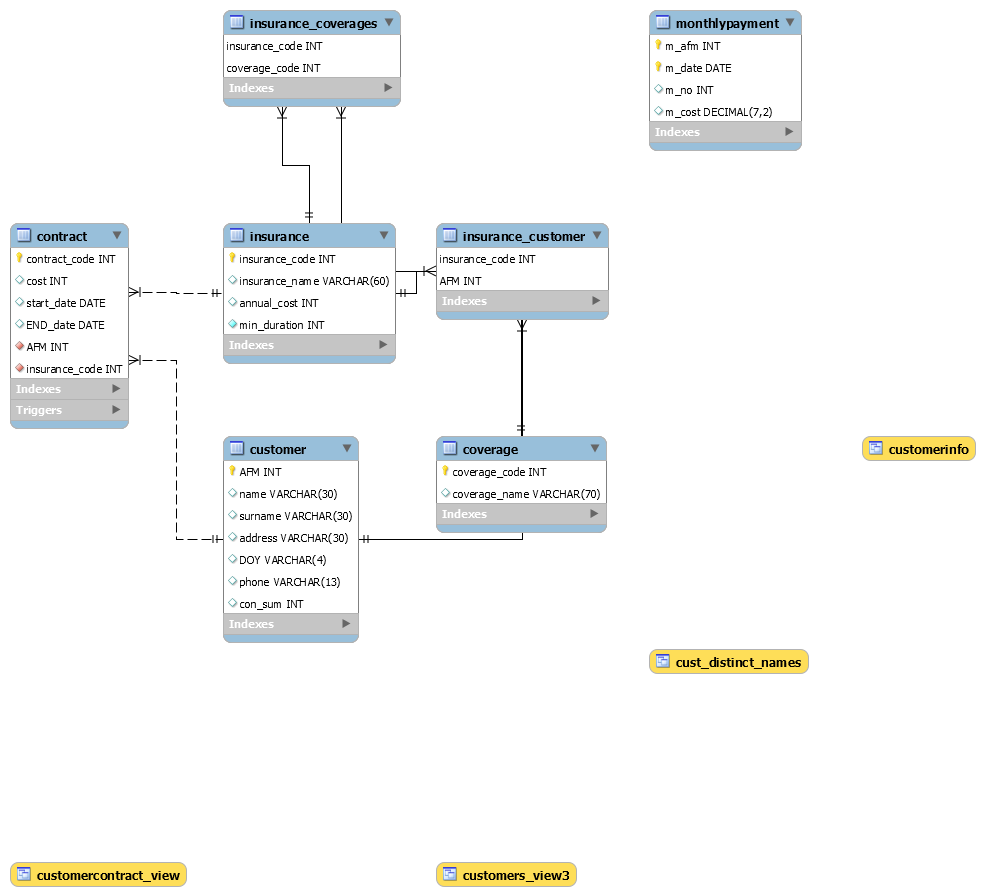 insurance_coverages
insurance_code INT
coverage_code INT
Indexes
monthlypayment
m_afm INT
m_date DATE
m_no INT
m_cost DECIMAL(7,2)
Indexes
contract
contract_code INT
cost INT
start_date DATE
END_date DATE
AFM INT
insurance_code INT
Indexes
Triggers
insurance
insurance_code INT
insurance_name VARCHAR(60)
annual_cost INT
min_duration INT
Indexes
insurance_customer
insurance_code INT
AFM INT
Indexes
customer
AFM INT
name VARCHAR(30)
surname VARCHAR(30)
address VARCHAR(30)
DOY VARCHAR(4)
phone VARCHAR(13)
con_sum INT
Indexes
coverage
coverage_code INT
coverage_name VARCHAR(70)
Indexes
customerinfo
cust_distinct_names
customercontract_view
customers_view3